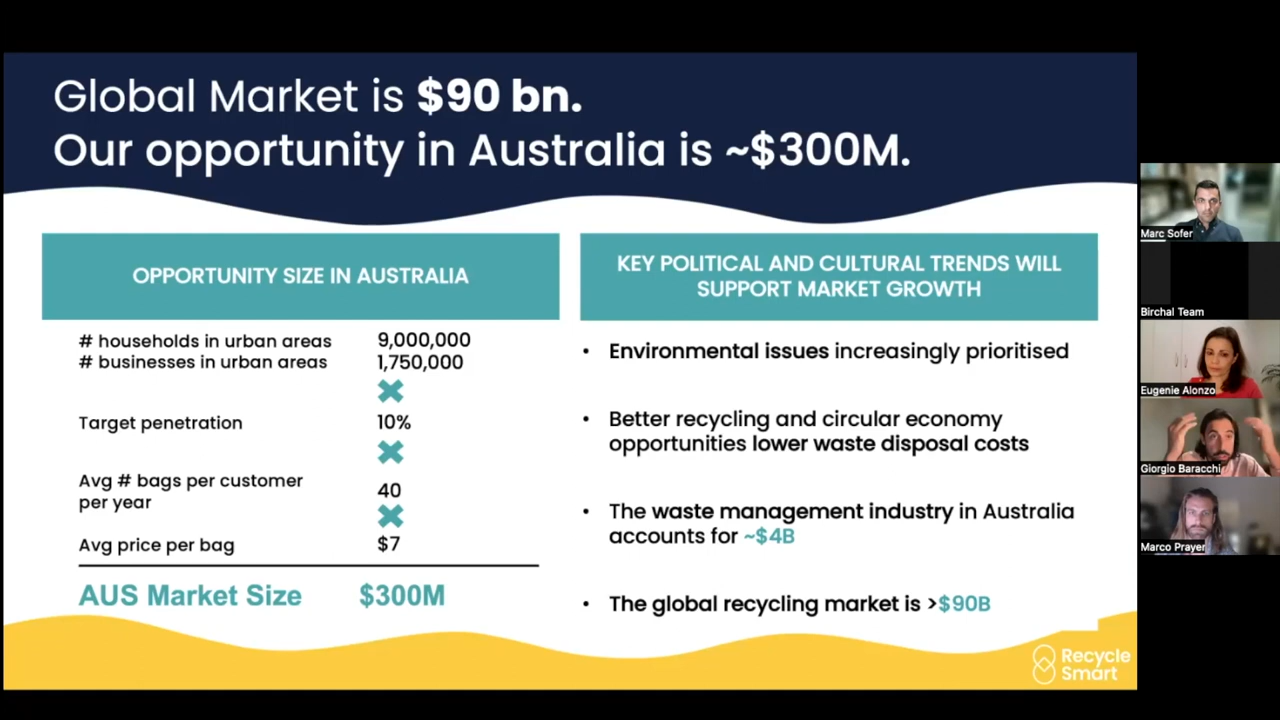 Global Market is $90 bn.
Our opportunity in Australia is ~$300M.
OPPORTUNITY SIZE IN AUSTRALIA
# households in urban areas 9,000,000
# businesses in urban areas 1,750,000
Target penetration 10%
Avg # bags per customer
per year 40
Avg price per bag $7
AUS Market Size $300M
KEY POLITICAL AND CULTURAL TRENDS WILL
SUPPORT MARKET GROWTH
• Environmental issues increasingly prioritised
• Better recycling and circular economy
opportunities lower waste disposal costs
• The waste management industry in Australia
accounts for ~$4B
• The global recycling market is >$90B
Recycle
Smart
Marc Sofer
Birchal Team
Eugenie Alonzo
Giorgio Baracchi
Marco Prayer